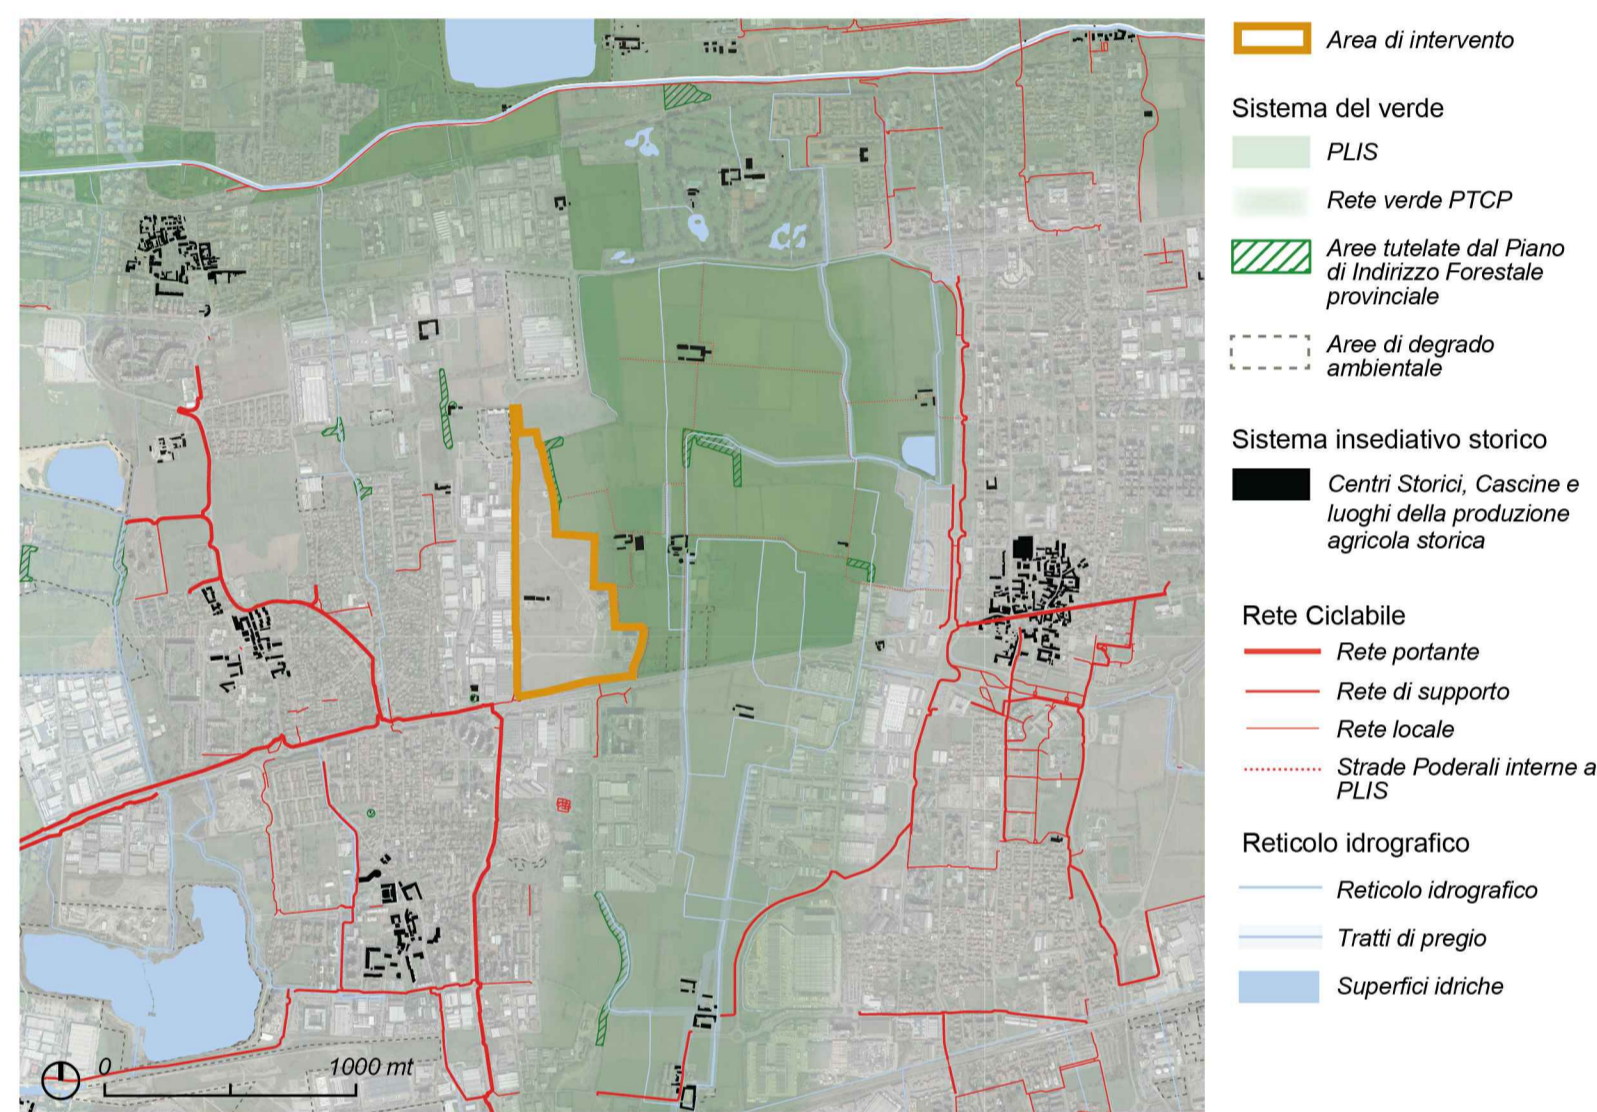 Area di intervento
Sistema del verde
PLIS
Rete verde PTCP
Aree tutelate dal Piano
di Indirizzo Forestale
provinciale
Aree di degrado
ambientale
Sistema insediativo storico
Centri Storici, Cascine e
luoghi della produzione
agricola storica
Rete Ciclabile
Rete portante
Rete di supporto
Rete locale
Strade Poderali interne a
PLIS
Reticolo idrografico
Reticolo idrografico
Tratti di pregio
Superfici idriche
0 1000 mt